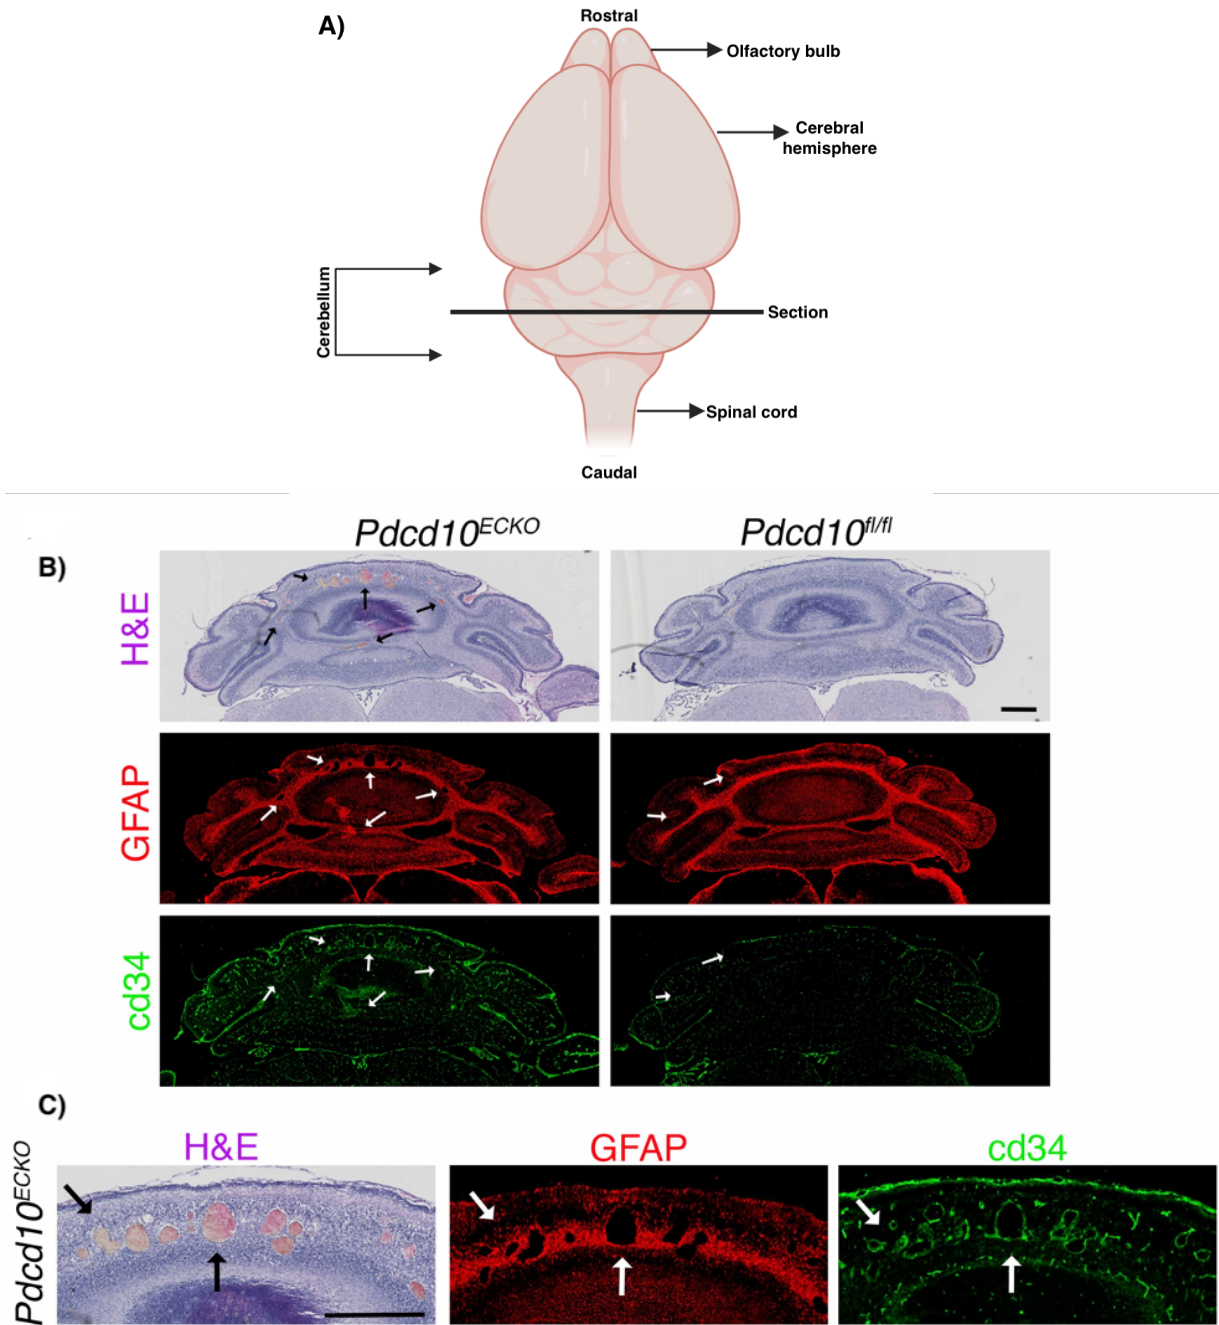 A)
Rostral
Olfactory bulb
Cerebral
hemisphere
Cerebellum
Section
Spinal cord
Caudal
B)
Pdcd10ECKO
Pdcd10fl/fl
H&E
GFAP
cd34
C)
H&E
GFAP
cd34
Pdcd10ECKO